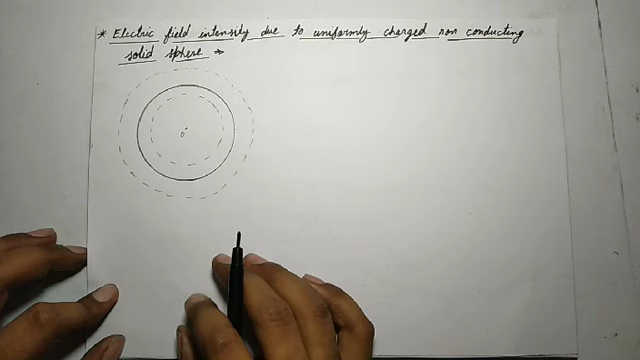 * Electric field intensity due to uniformly charged non conducting
solid sphere →
O